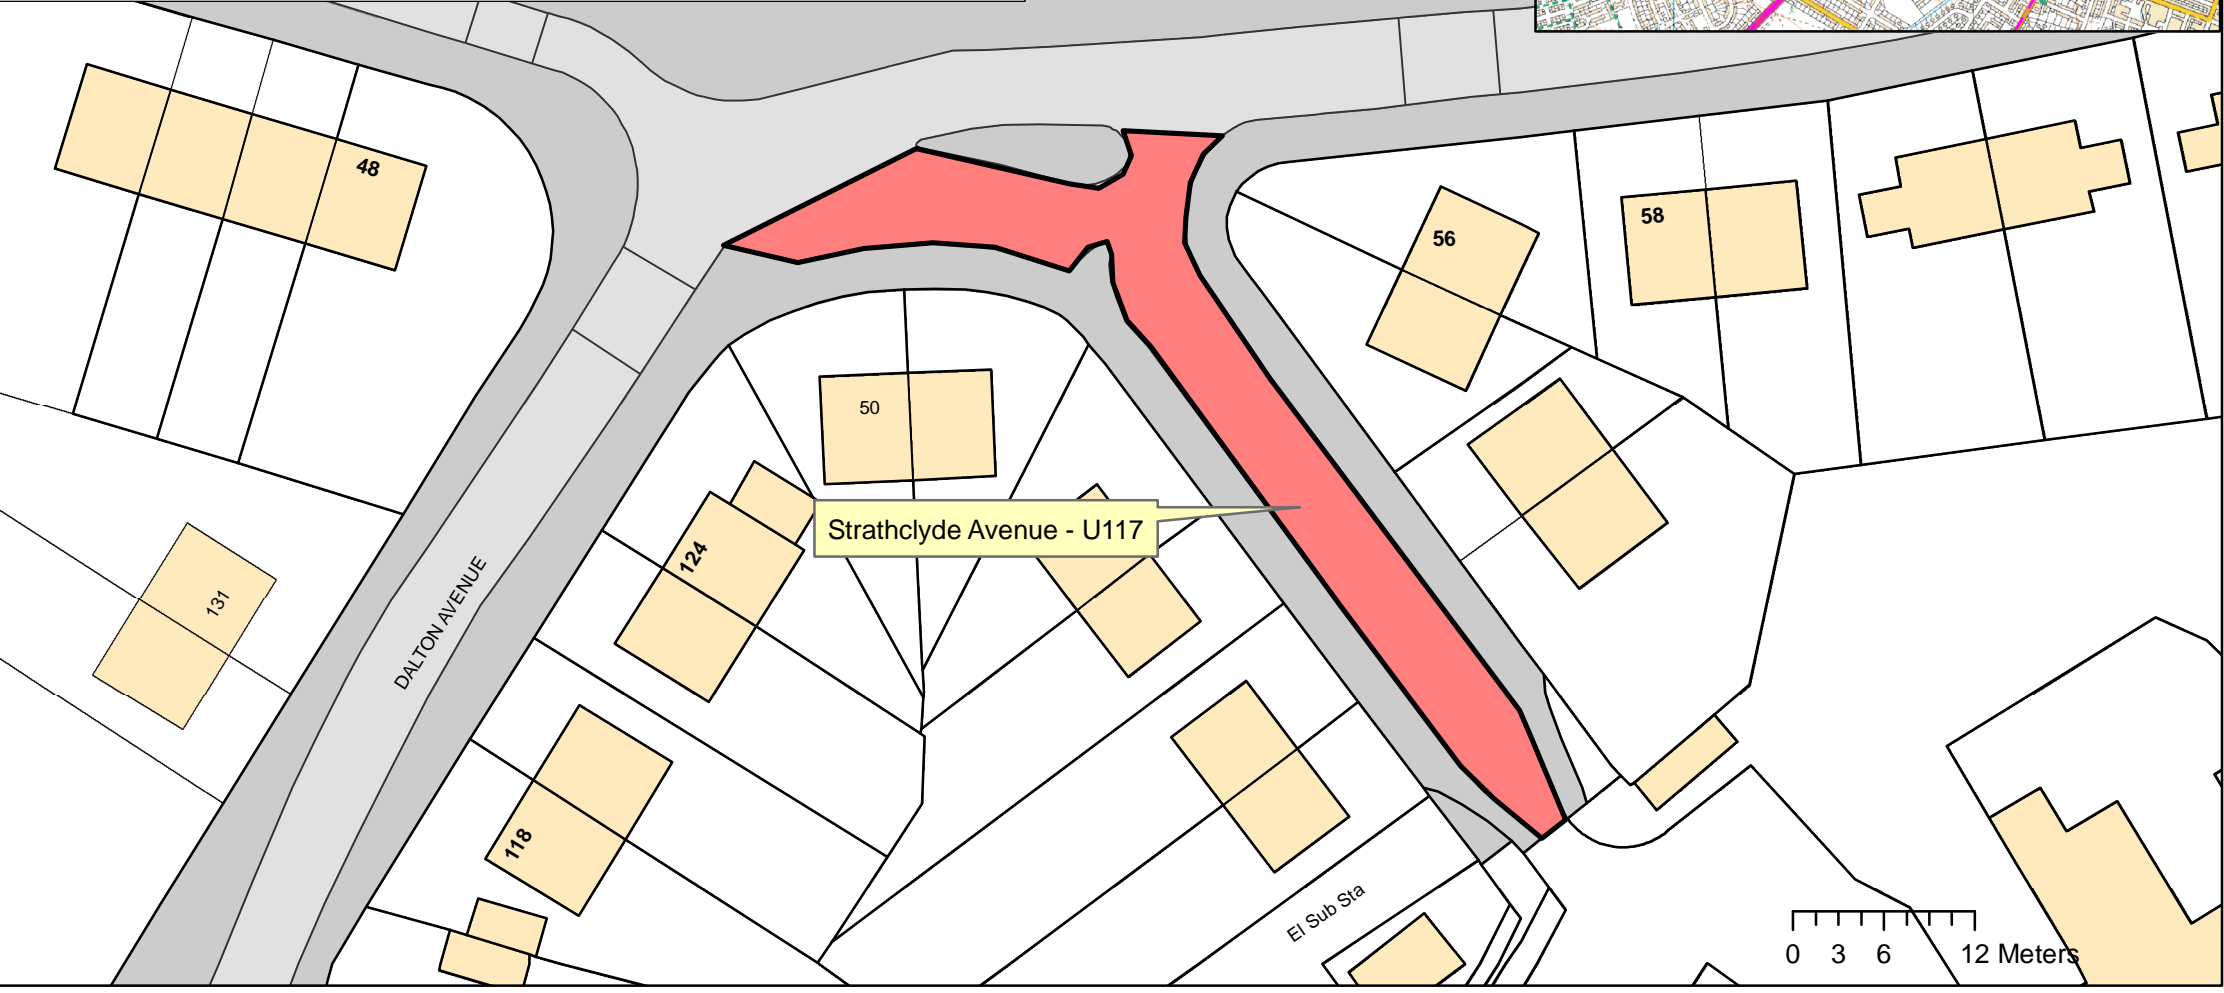 48
56
58
50
Strathclyde Avenue - U117
124
131
DALTON AVENUE
118
El Sub Sta
0 3 6 12 Meters